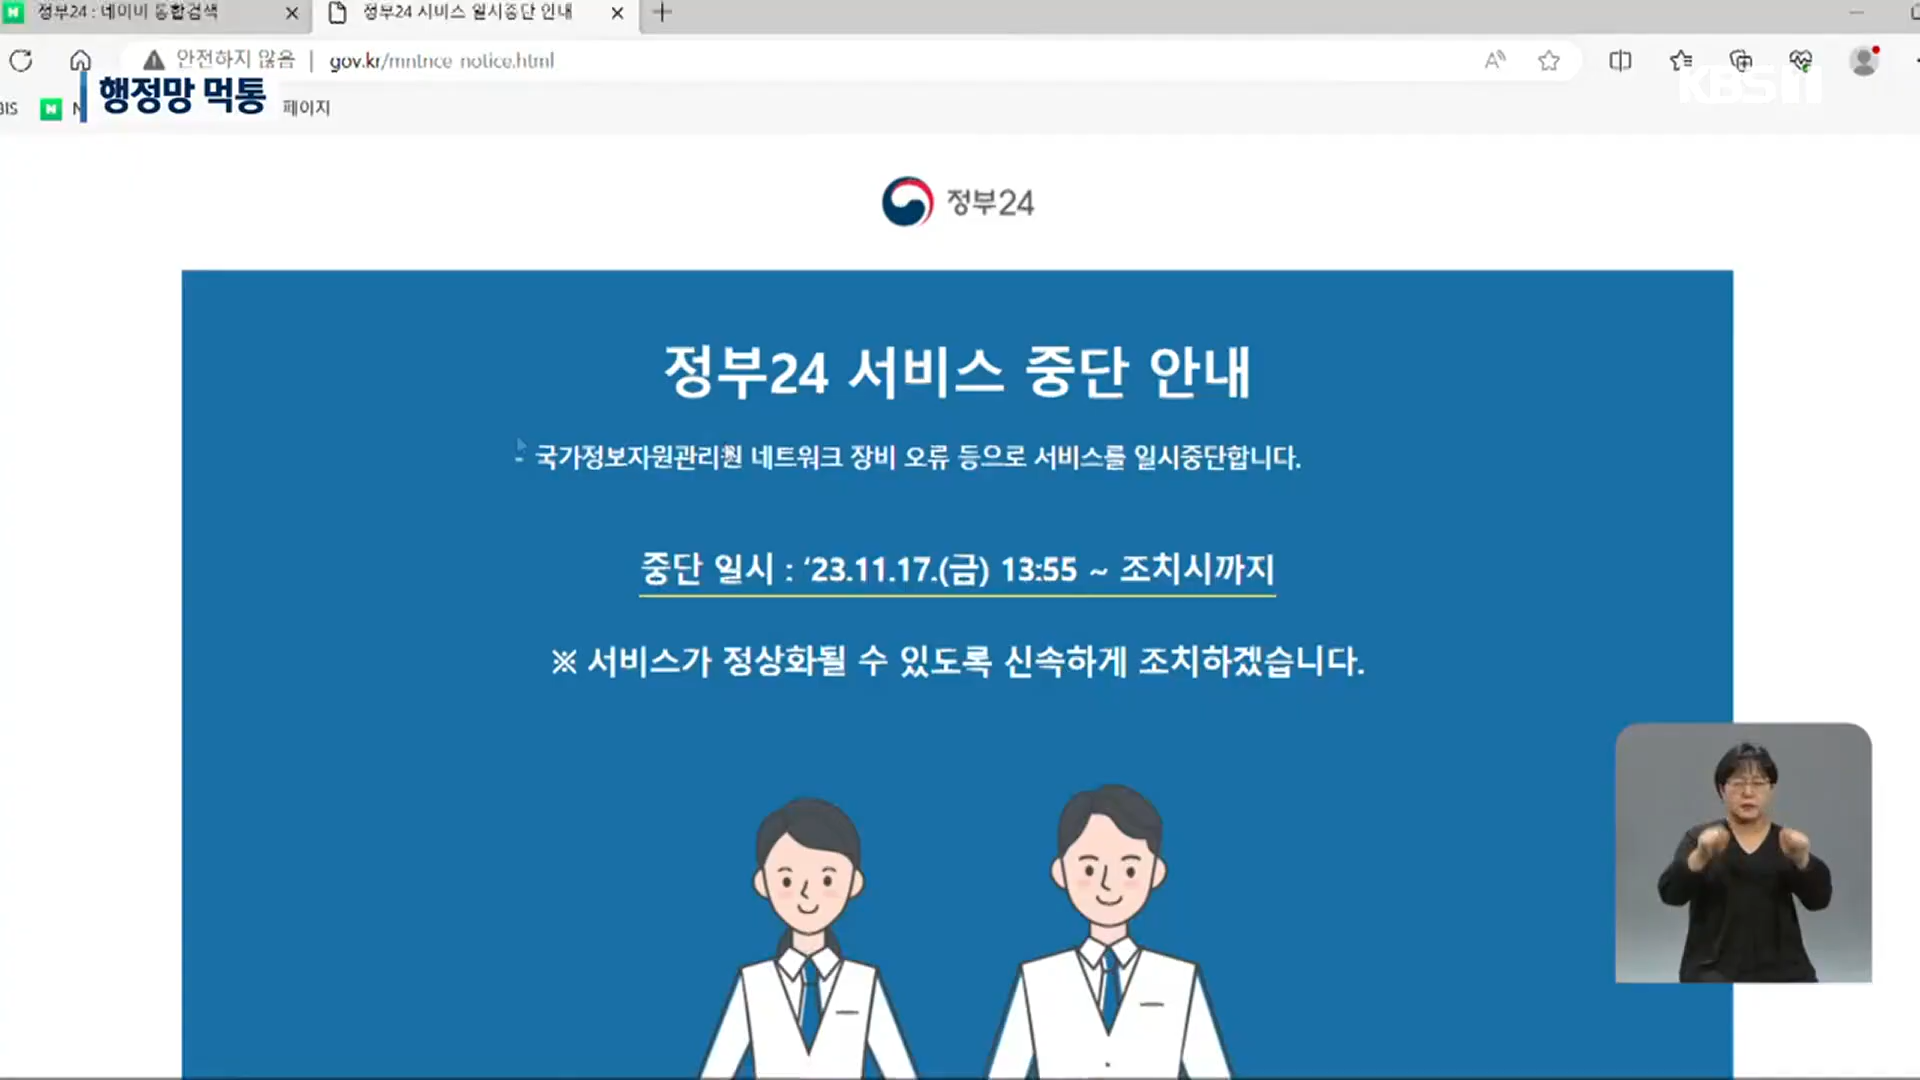 정부24 : 네이버 통합검색
정부24 서비스 일시중단 안내
안전하지 않음 | gov.kr/mntnce_notice.html
KBS 1
행정망 먹통
페이지
정부24
정부24 서비스 중단 안내
- 국가정보자원관리원 네트워크 장비 오류 등으로 서비스를 일시중단합니다.
중단 일시 : ‘23.11.17.(금) 13:55 ~ 조치시까지
※ 서비스가 정상화될 수 있도록 신속하게 조치하겠습니다.